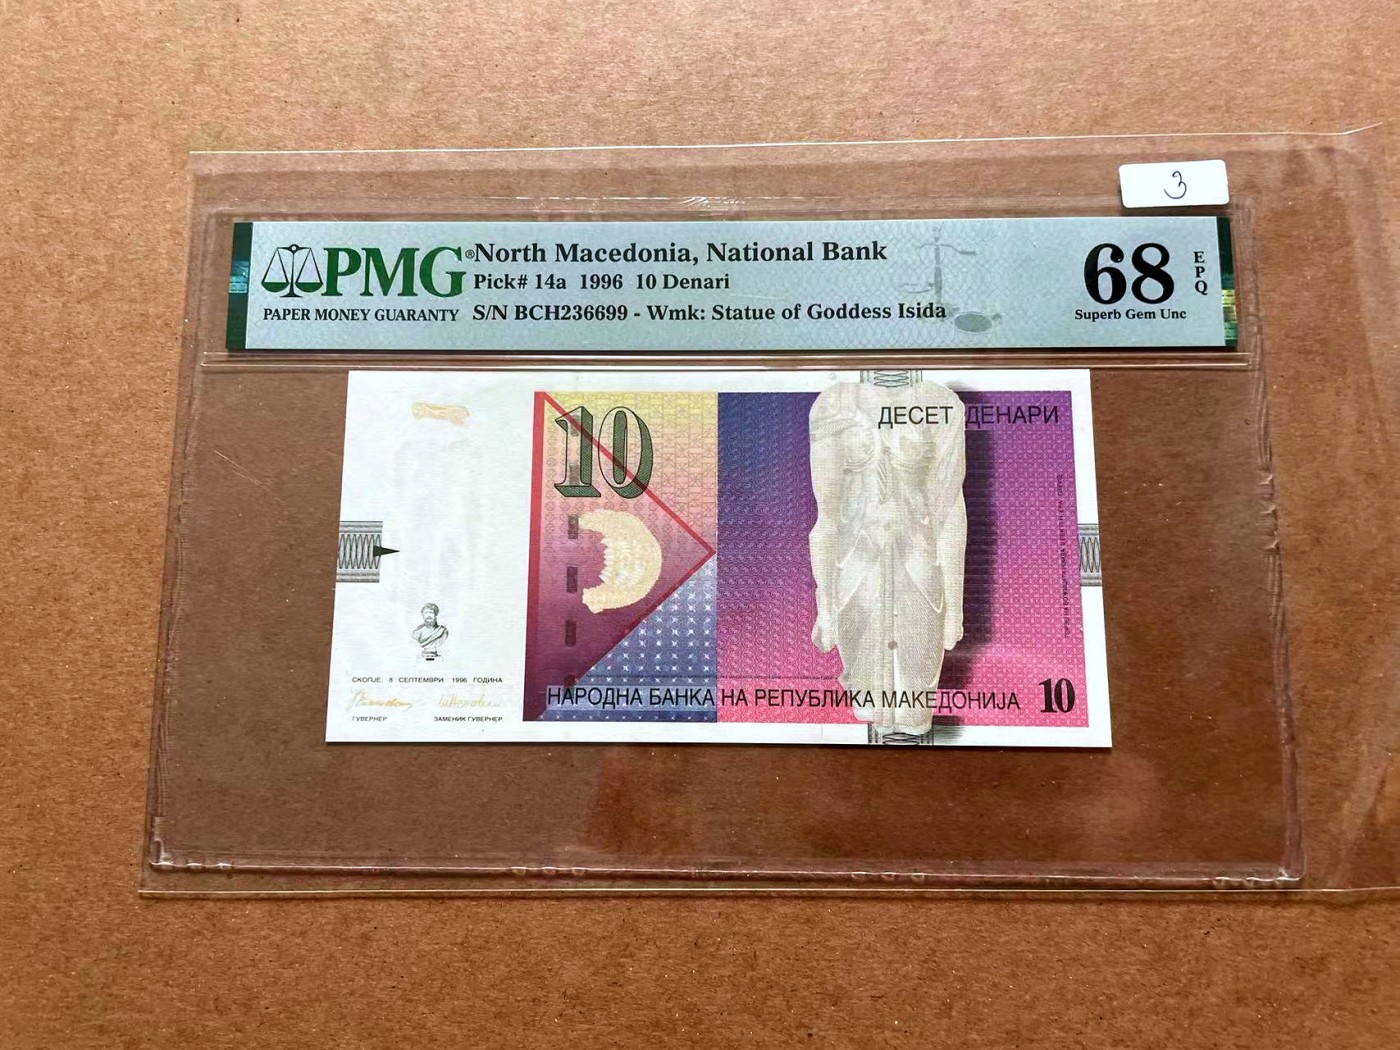 3
PMG® North Macedonia, National Bank
Pick# 14a 1996 10 Denari
PAPER MONEY GUARANTY
S/N BCH236699 - Wmk: Statue of Goddess Isida
68
EPQ
Superb Gem Unc
10
ДЕСЕТ ДЕНАРИ
СКОПЈЕ, 8 СЕПТЕМВРИ 1996 ГОДИНА
ГУВЕРНЕР
ЗАМЕНИК ГУВЕРНЕР
НАРОДНА БАНКА НА РЕПУБЛИКА МАКЕДОНИЈА
10